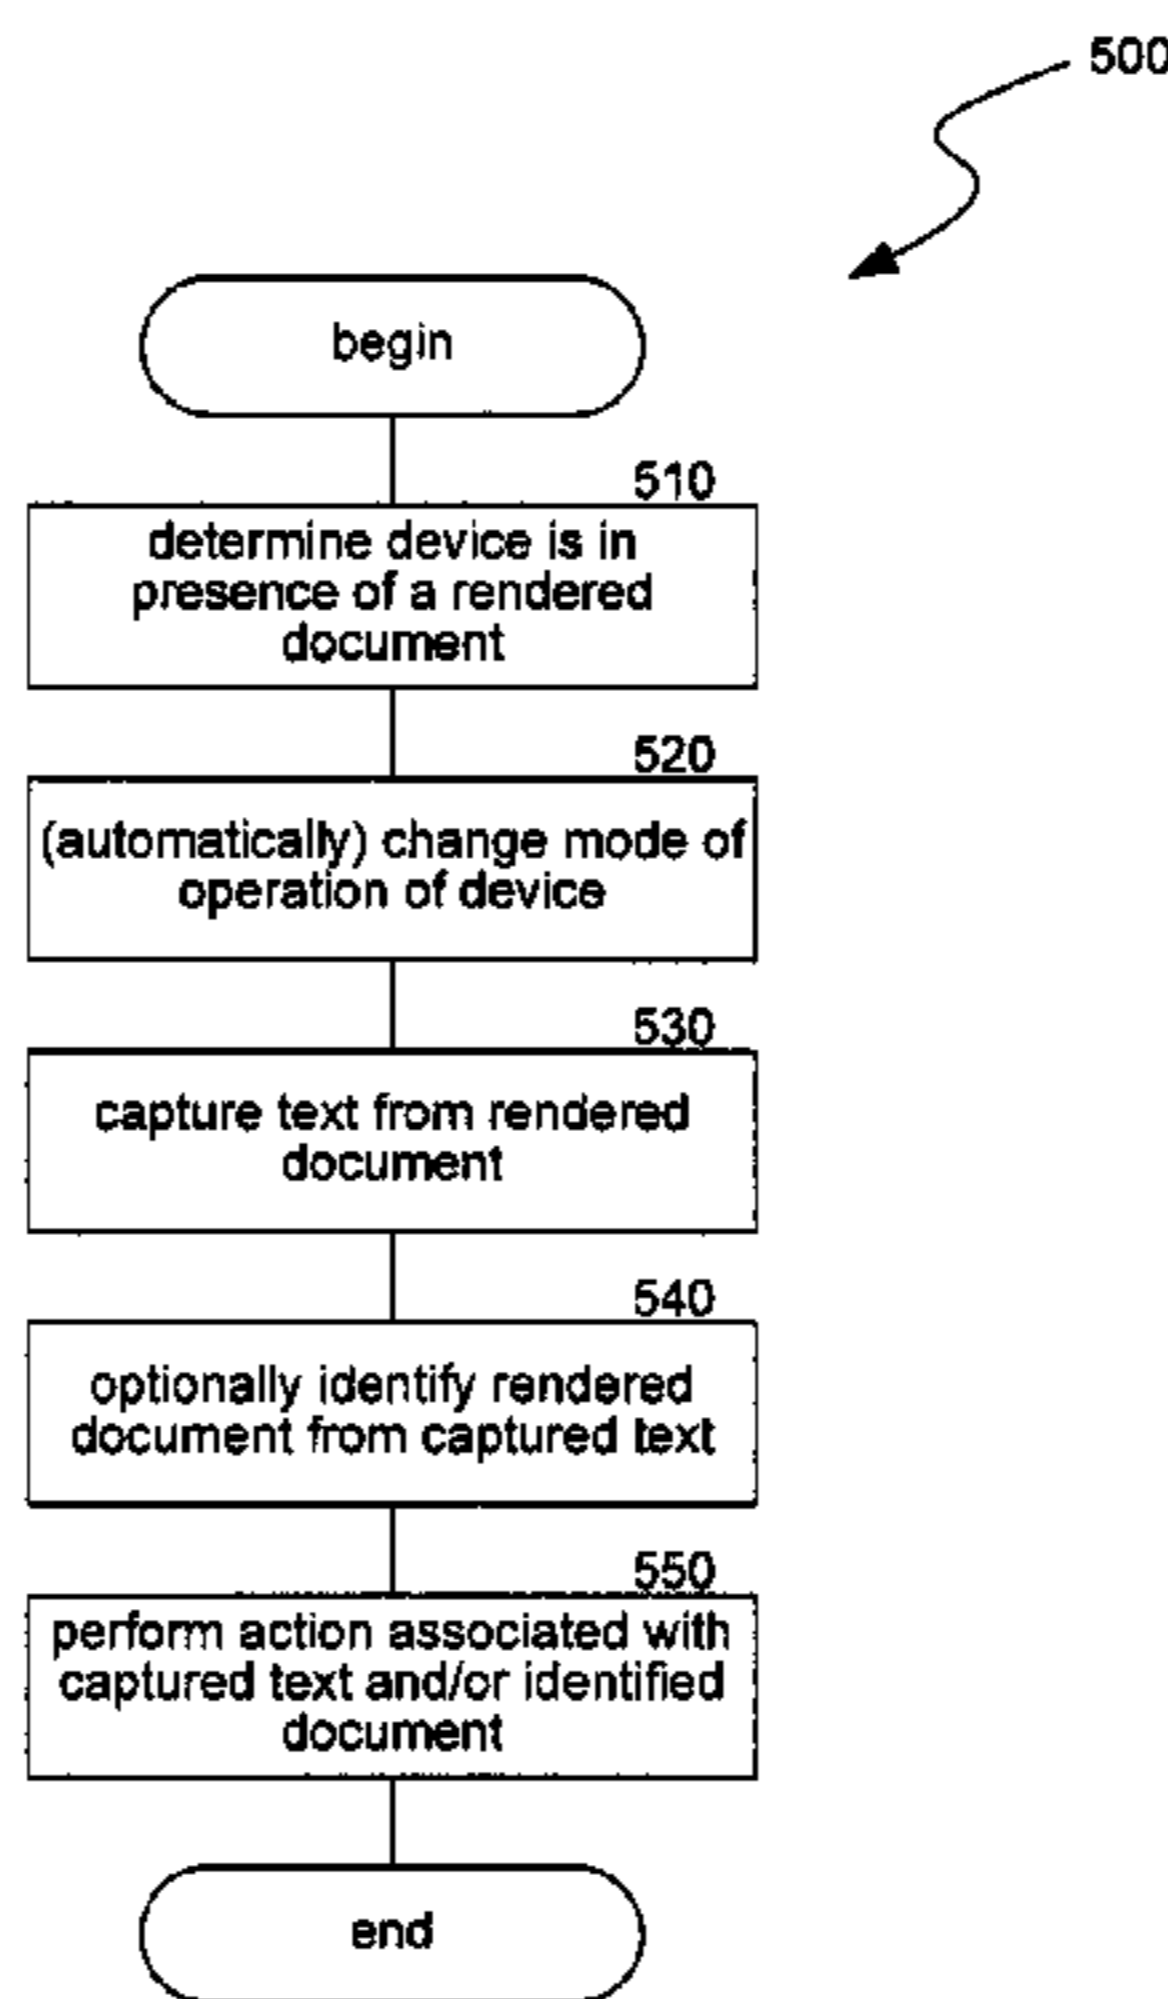 500
begin
510
determine device is in
presence of a rendered
document
520
(automatically) change mode of
operation of device
530
capture text from rendered
document
540
optionally identify rendered
document from captured text
550
perform action associated with
captured text and/or identified
document
end